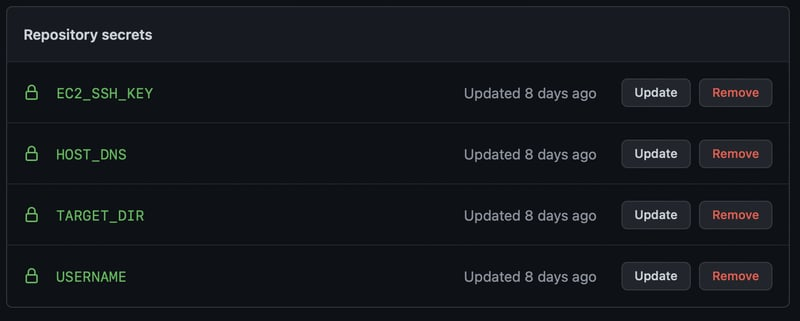 Repository secrets
EC2_SSH_KEY Updated 8 days ago Update Remove
HOST_DNS Updated 8 days ago Update Remove
TARGET_DIR Updated 8 days ago Update Remove
USERNAME Updated 8 days ago Update Remove